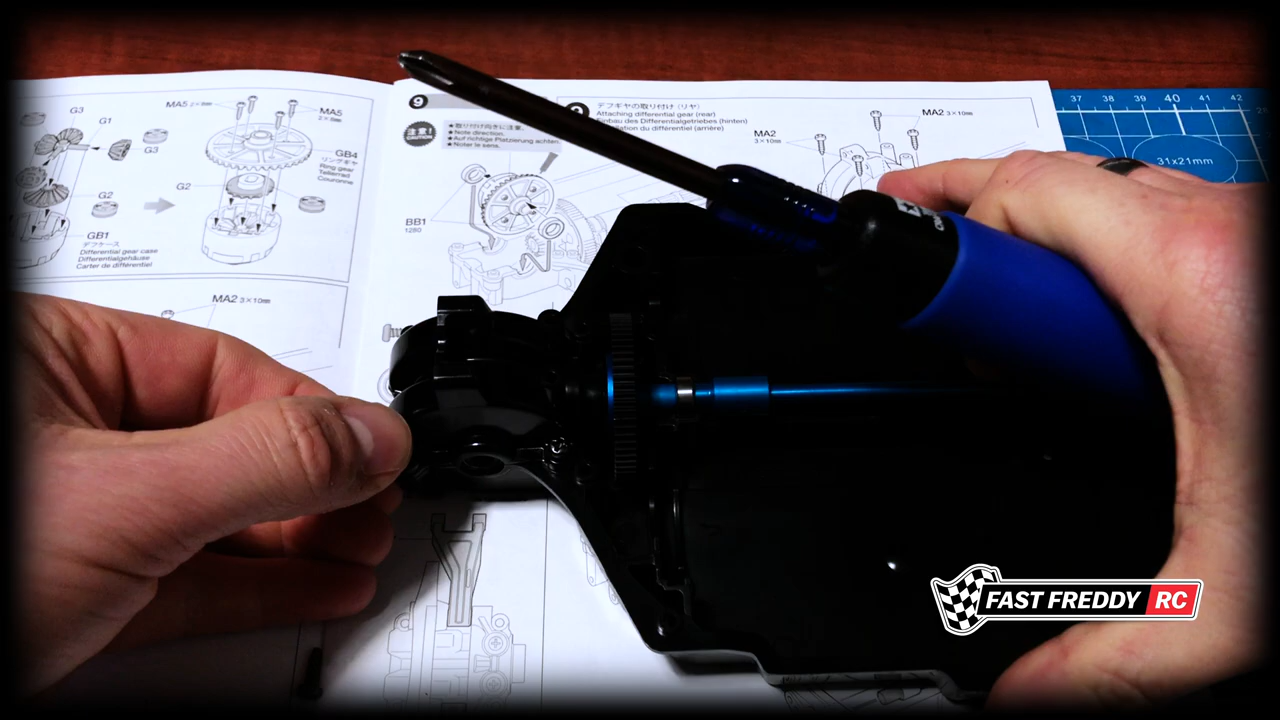 G3
G1
G3
G2
GB1
デフケース
Differential gear case
Differentialgehäuse
Carter de différentiel
MA5 2×8㎜
MA5
2×8㎜
GB4
リングギヤ
Ring gear
Tellerrad
Couronne
G2
MA2 3×10㎜
9
注意!
CAUTION
★取り付け向きに注意。
★Note direction.
★Auf richtige Platzierung achten.
★Noter le sens.
BB1
1280
デフギヤの取り付け (リヤ)
Attaching differential gear (rear)
Einbau des Differentialgetriebes (hinten)
du différentiel (arrière)
MA2
3×10㎜
MA2 3×10㎜
37 38 39 40 41 42
31x21mm
FAST FREDDY RC